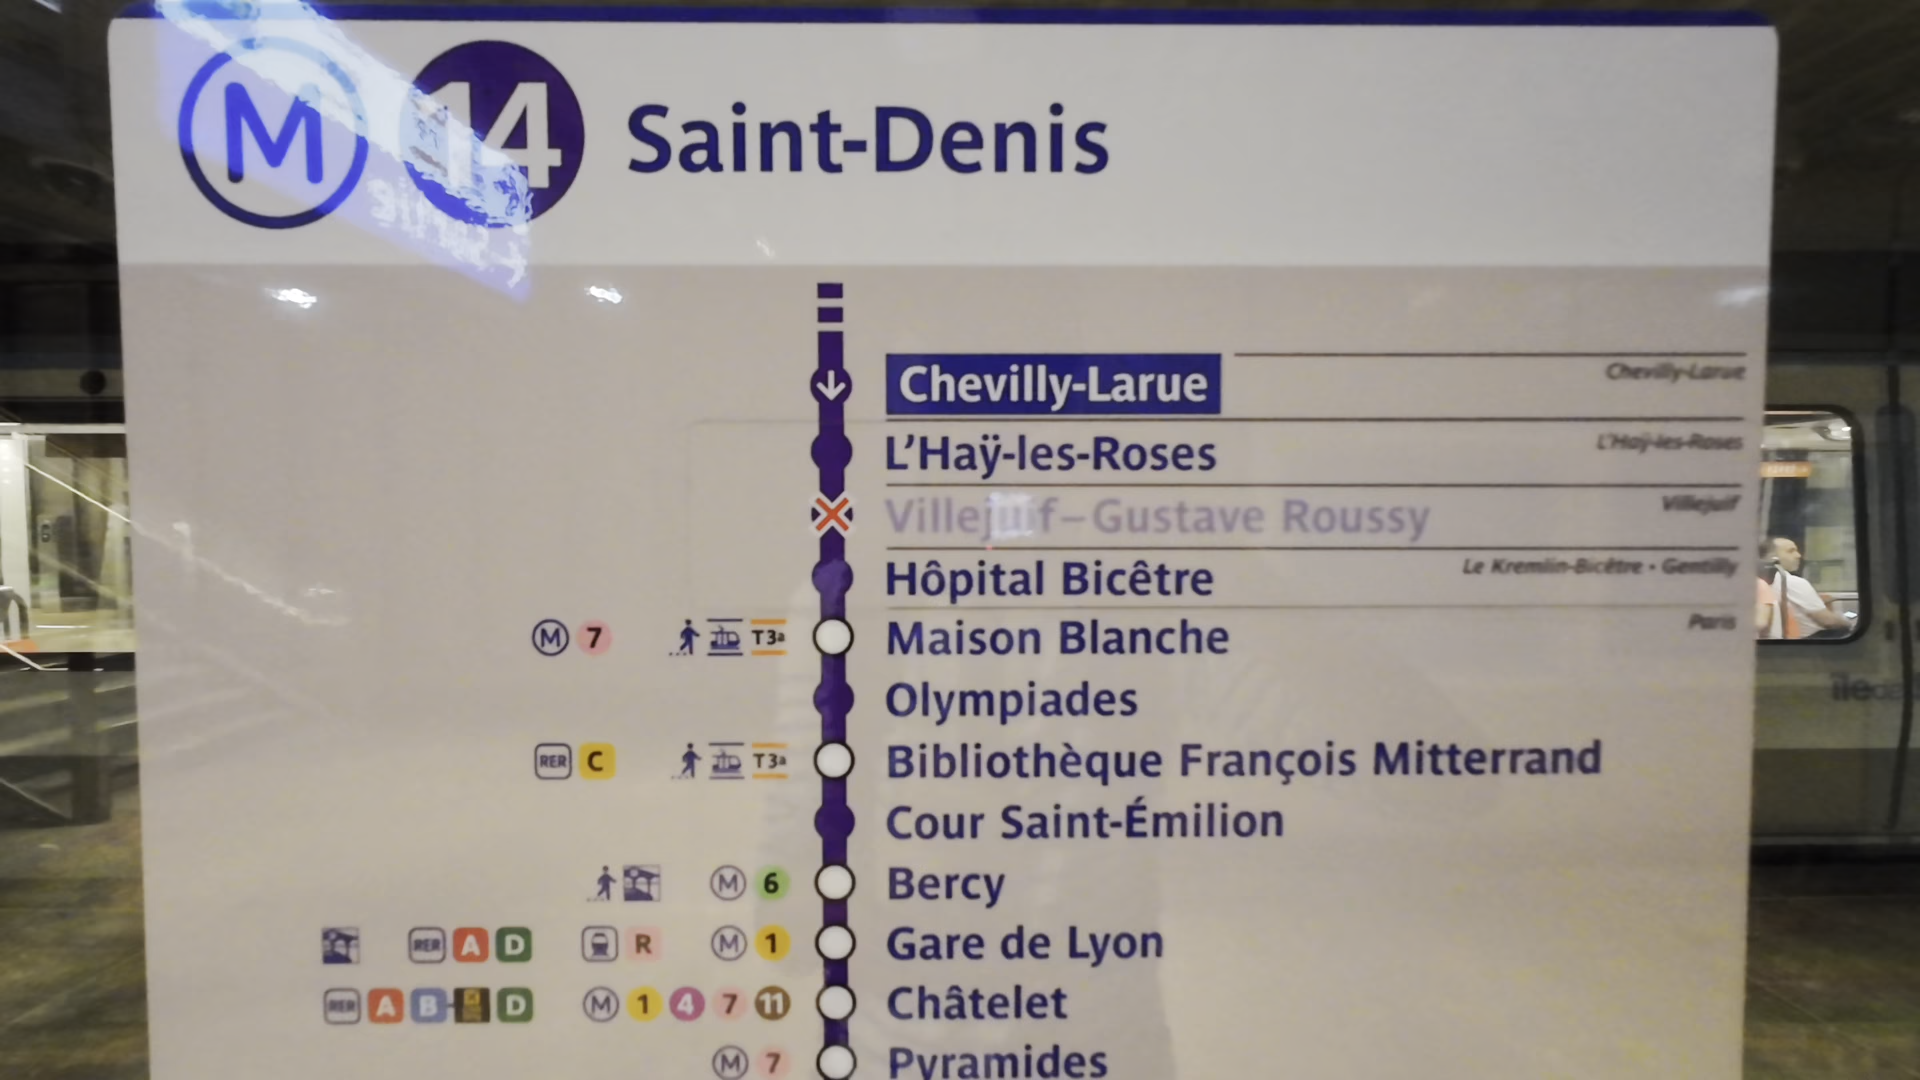 M 14 Saint-Denis
Chevilly-Larue Chevilly-Larue
L'Haÿ-les-Roses L'Haÿ-les-Roses
Villejuif–Gustave Roussy Villejuif
Hôpital Bicêtre Le Kremlin-Bicêtre • Gentilly
M 7 T3a Maison Blanche Paris
Olympiades
RER C T3a Bibliothèque François Mitterrand
Cour Saint-Émilion
M 6 Bercy
RER A D R M 1 Gare de Lyon
RER A B D M 1 4 7 11 Châtelet
M 7 Pyramides